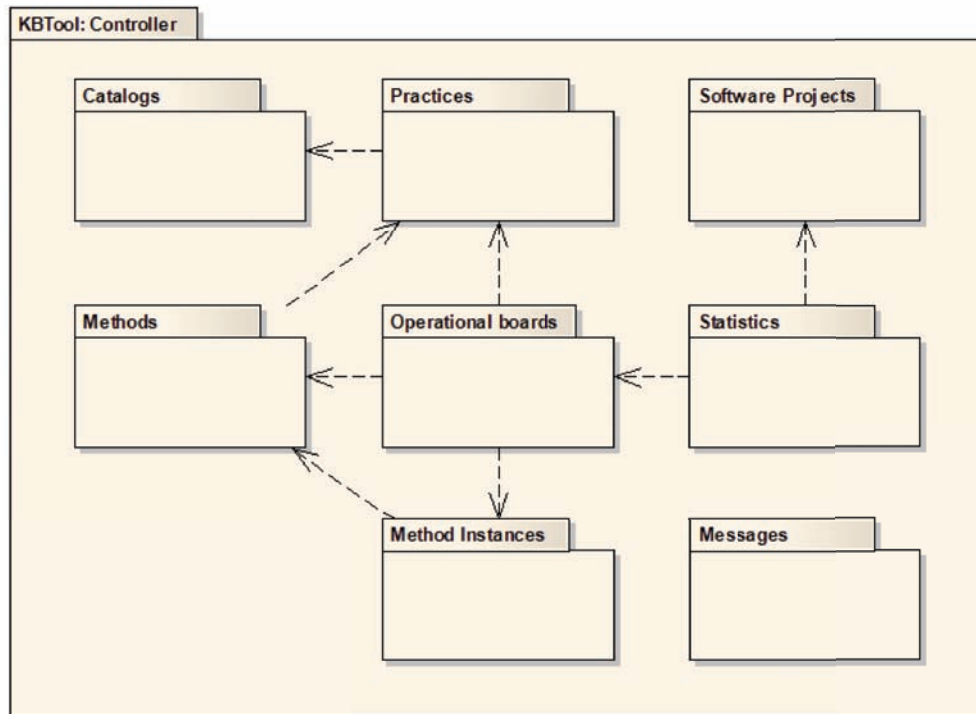 KBTool: Controller
Catalogs
Practices
Software Projects
Methods
Operational boards
Statistics
Method Instances
Messages